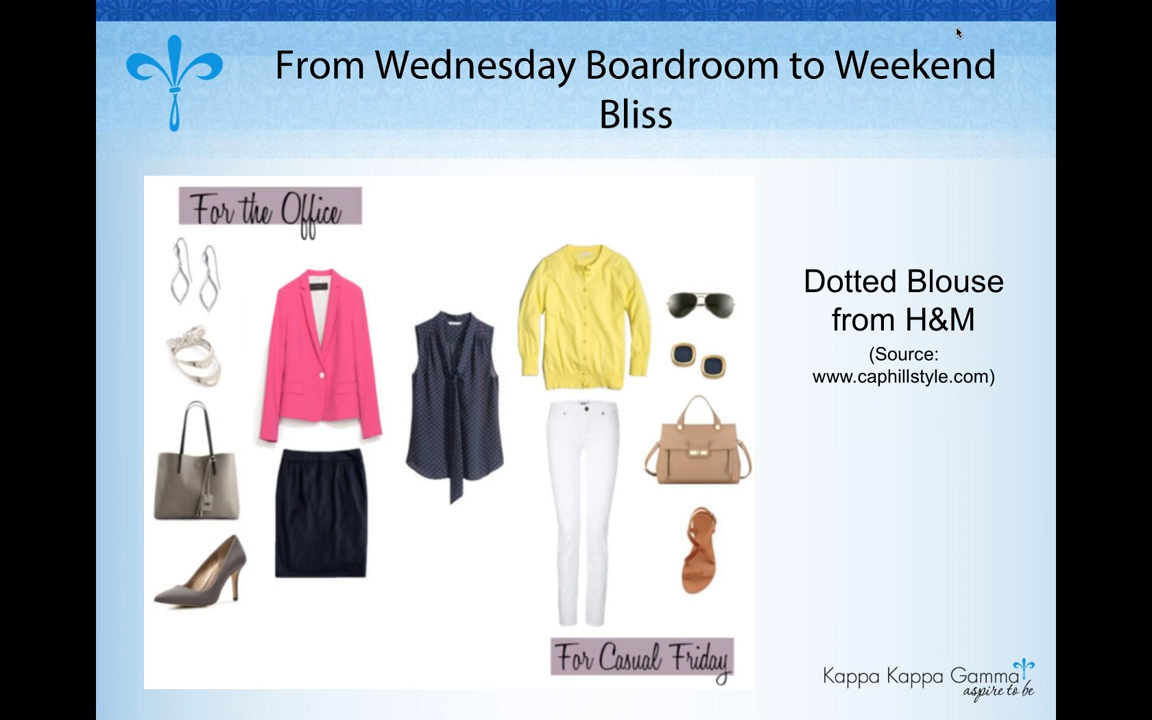 From Wednesday Boardroom to Weekend
Bliss
For the Office
Dotted Blouse
from H&M
(Source:
www.caphillstyle.com)
For Casual Friday
Kappa Kappa Gamma
aspire to be